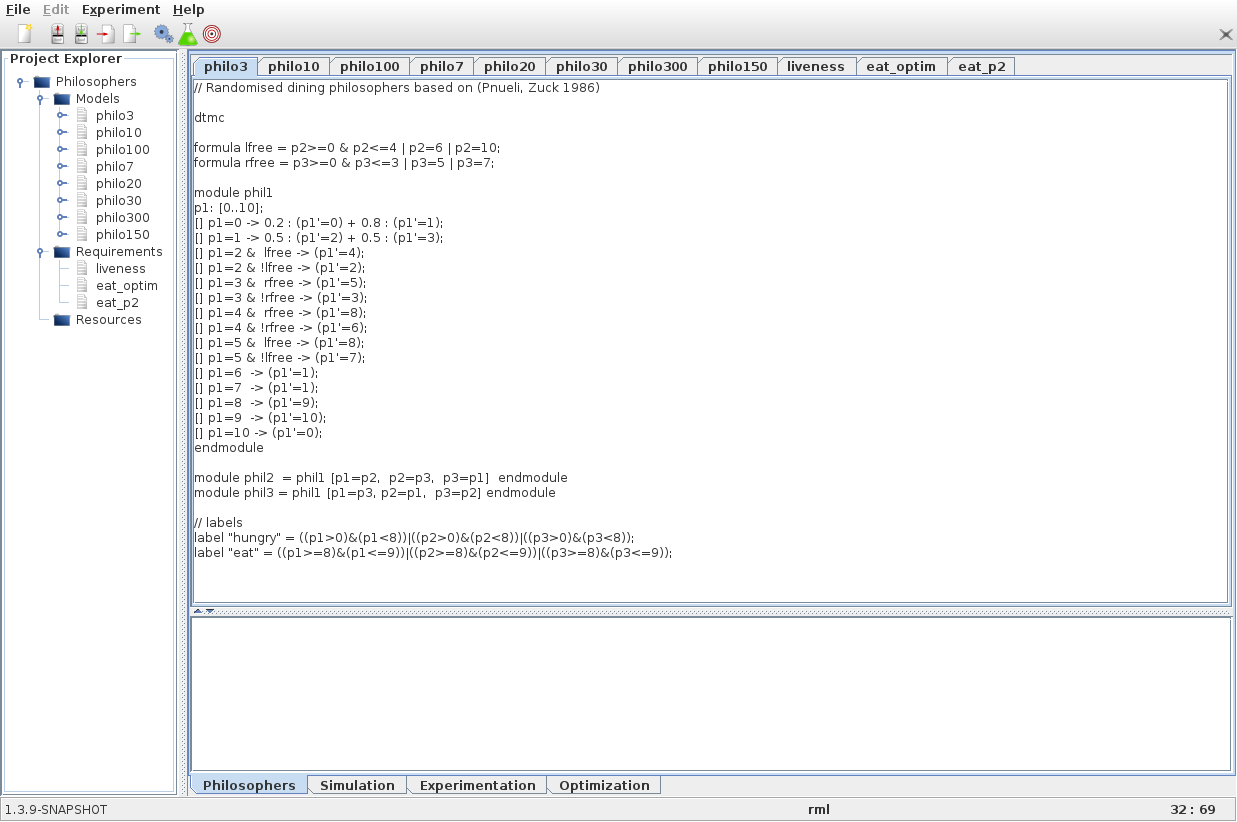 File Edit Experiment Help
Project Explorer
Philosophers
Models
philo3
philo10
philo100
philo7
philo20
philo30
philo300
philo150
Requirements
liveness
eat_optim
eat_p2
Resources
philo3 philo10 philo100 philo7 philo20 philo30 philo300 philo150 liveness eat_optim eat_p2
// Randomised dining philosophers based on (Pnueli, Zuck 1986)
dtmc
formula lfree = p2>=0 & p2<=4 | p2=6 | p2=10;
formula rfree = p3>=0 & p3<=3 | p3=5 | p3=7;
module phil1
p1: [0..10];
[] p1=0 -> 0.2 : (p1'=0) + 0.8 : (p1'=1);
[] p1=1 -> 0.5 : (p1'=2) + 0.5 : (p1'=3);
[] p1=2 &  lfree -> (p1'=4);
[] p1=2 & !lfree -> (p1'=2);
[] p1=3 &  rfree -> (p1'=5);
[] p1=3 & !rfree -> (p1'=3);
[] p1=4 &  rfree -> (p1'=8);
[] p1=4 & !rfree -> (p1'=6);
[] p1=5 &  lfree -> (p1'=8);
[] p1=5 & !lfree -> (p1'=7);
[] p1=6  -> (p1'=1);
[] p1=7  -> (p1'=1);
[] p1=8  -> (p1'=9);
[] p1=9  -> (p1'=10);
[] p1=10 -> (p1'=0);
endmodule
module phil2  = phil1 [p1=p2,  p2=p3,  p3=p1]  endmodule
module phil3 = phil1 [p1=p3, p2=p1,  p3=p2] endmodule
// labels
label "hungry" = ((p1>0)&(p1<8))|((p2>0)&(p2<8))|((p3>0)&(p3<8));
label "eat" = ((p1>=8)&(p1<=9))|((p2>=8)&(p2<=9))|((p3>=8)&(p3<=9));
Philosophers Simulation Experimentation Optimization
1.3.9-SNAPSHOT rml 32 : 69